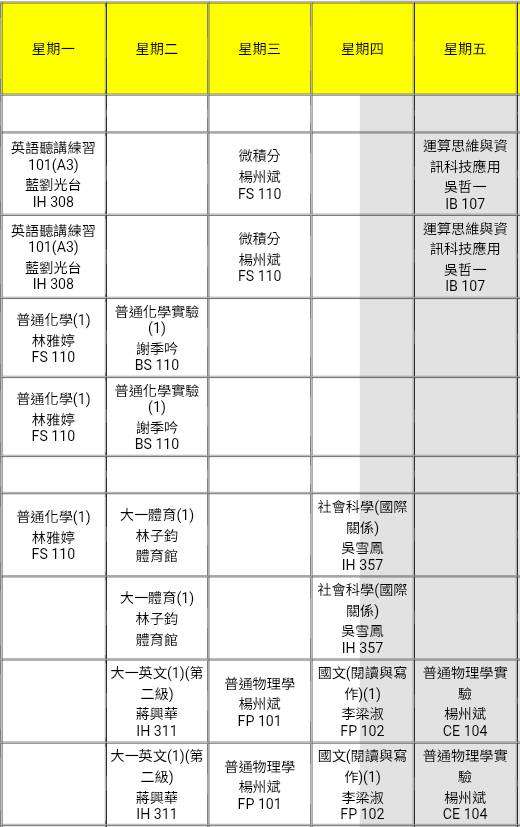 星期一
星期二
星期三
星期四
星期五
英語聽講練習
101(A3)
藍劉光台
IH 308
微積分
楊州斌
FS 110
運算思維與資
訊科技應用
吳哲一
IB 107
英語聽講練習
101(A3)
藍劉光台
IH 308
微積分
楊州斌
FS 110
運算思維與資
訊科技應用
吳哲一
IB 107
普通化學(1)
林雅婷
FS 110
普通化學實驗
(1)
謝季吟
BS 110
普通化學(1)
林雅婷
FS 110
普通化學實驗
(1)
謝季吟
BS 110
普通化學(1)
林雅婷
FS 110
大一體育(1)
林子鈞
體育館
社會科學(國際
關係)
吳雪鳳
IH 357
大一體育(1)
林子鈞
體育館
社會科學(國際
關係)
吳雪鳳
IH 357
大一英文(1)(第
二級)
蔣興華
IH 311
普通物理學
楊州斌
FP 101
國文(閱讀與寫
作)(1)
李梁淑
FP 102
普通物理學實
驗
楊州斌
CE 104
大一英文(1)(第
二級)
蔣興華
IH 311
普通物理學
楊州斌
FP 101
國文(閱讀與寫
作)(1)
李梁淑
FP 102
普通物理學實
驗
楊州斌
CE 104